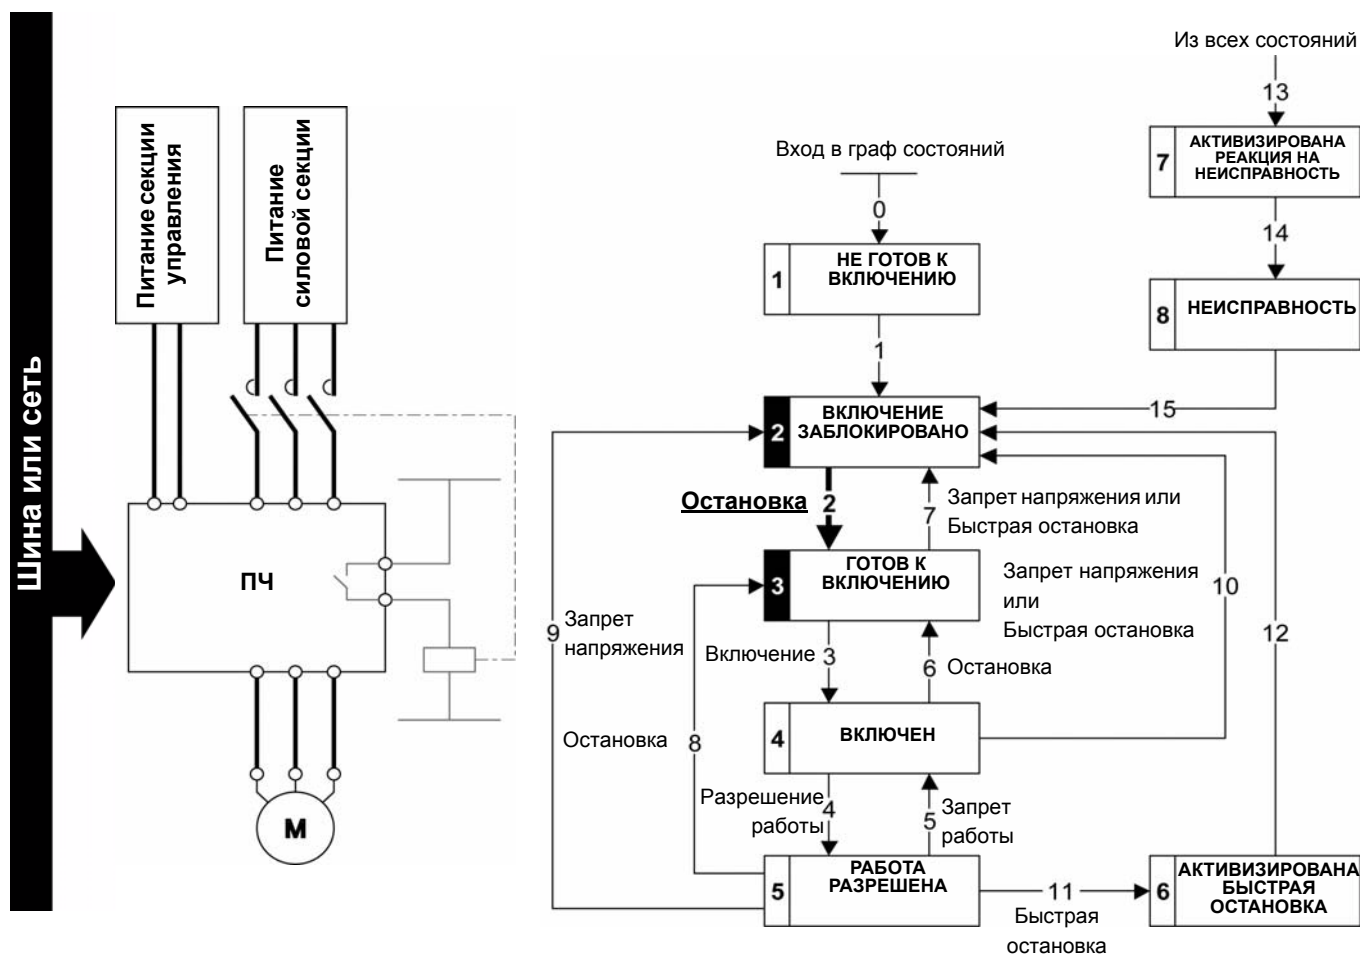 Шина или сеть
Питание секции
управления
Питание
силовой секции
ПЧ
M
Из всех состояний
13
7
АКТИВИЗИРОВАНА
РЕАКЦИЯ НА
НЕИСПРАВНОСТЬ
14
8
НЕИСПРАВНОСТЬ
Вход в граф состояний
0
1
НЕ ГОТОВ К
ВКЛЮЧЕНИЮ
1
2
ВКЛЮЧЕНИЕ
ЗАБЛОКИРОВАНО
15
Остановка
2
7
Запрет напряжения или
Быстрая остановка
3
ГОТОВ К
ВКЛЮЧЕНИЮ
Запрет напряжения
или
Быстрая остановка
10
12
9
Запрет
напряжения
Включение
3
6
Остановка
4
ВКЛЮЧЕН
Остановка
8
Разрешение
работы
4
5
Запрет
работы
5
РАБОТА
РАЗРЕШЕНА
11
Быстрая
остановка
6
АКТИВИЗИРОВАНА
БЫСТРАЯ
ОСТАНОВКА